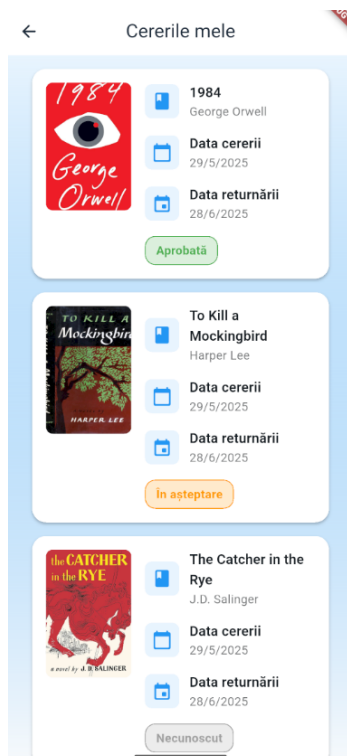 Cererile mele
1984
George
Orwell
1984
George Orwell
Data cererii
29/5/2025
Data returnării
28/6/2025
Aprobată
TO KILL A
Mockingbird
HARPER LEE
To Kill a
Mockingbird
Harper Lee
Data cererii
29/5/2025
Data returnării
28/6/2025
În așteptare
the CATCHER
in the RYE
a novel by J. D. SALINGER
The Catcher in the
Rye
J.D. Salinger
Data cererii
29/5/2025
Data returnării
28/6/2025
Necunoscut